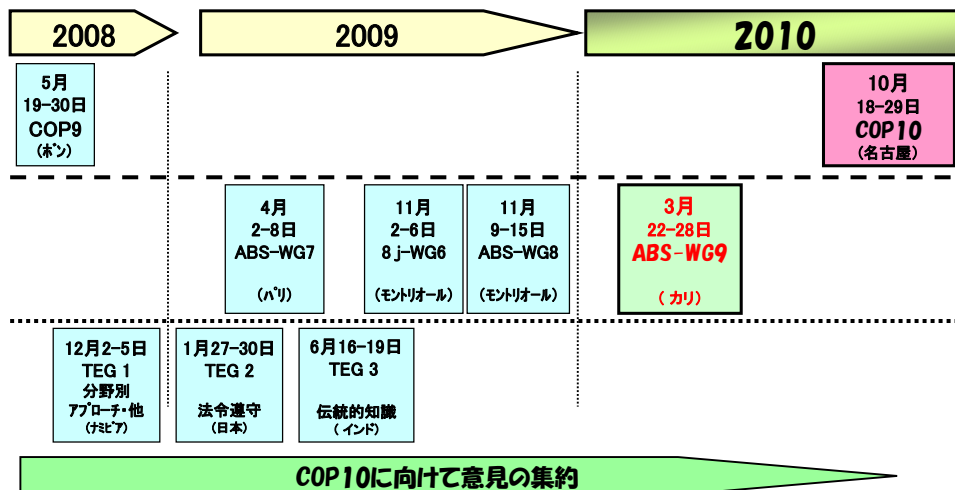 2008
2009
2010
5月
19-30日
COP9
(ボン)
10月
18-29日
COP10
(名古屋)
4月
2-8日
ABS-WG7
(パリ)
11月
2-6日
8j-WG6
(モントリオール)
11月
9-15日
ABS-WG8
(モントリオール)
3月
22-28日
ABS-WG9
(カリ)
12月2-5日
TEG 1
分野別
アプローチ・他
(ナミビア)
1月27-30日
TEG 2
法令遵守
(日本)
6月16-19日
TEG 3
伝統的知識
(インド)
COP10に向けて意見の集約